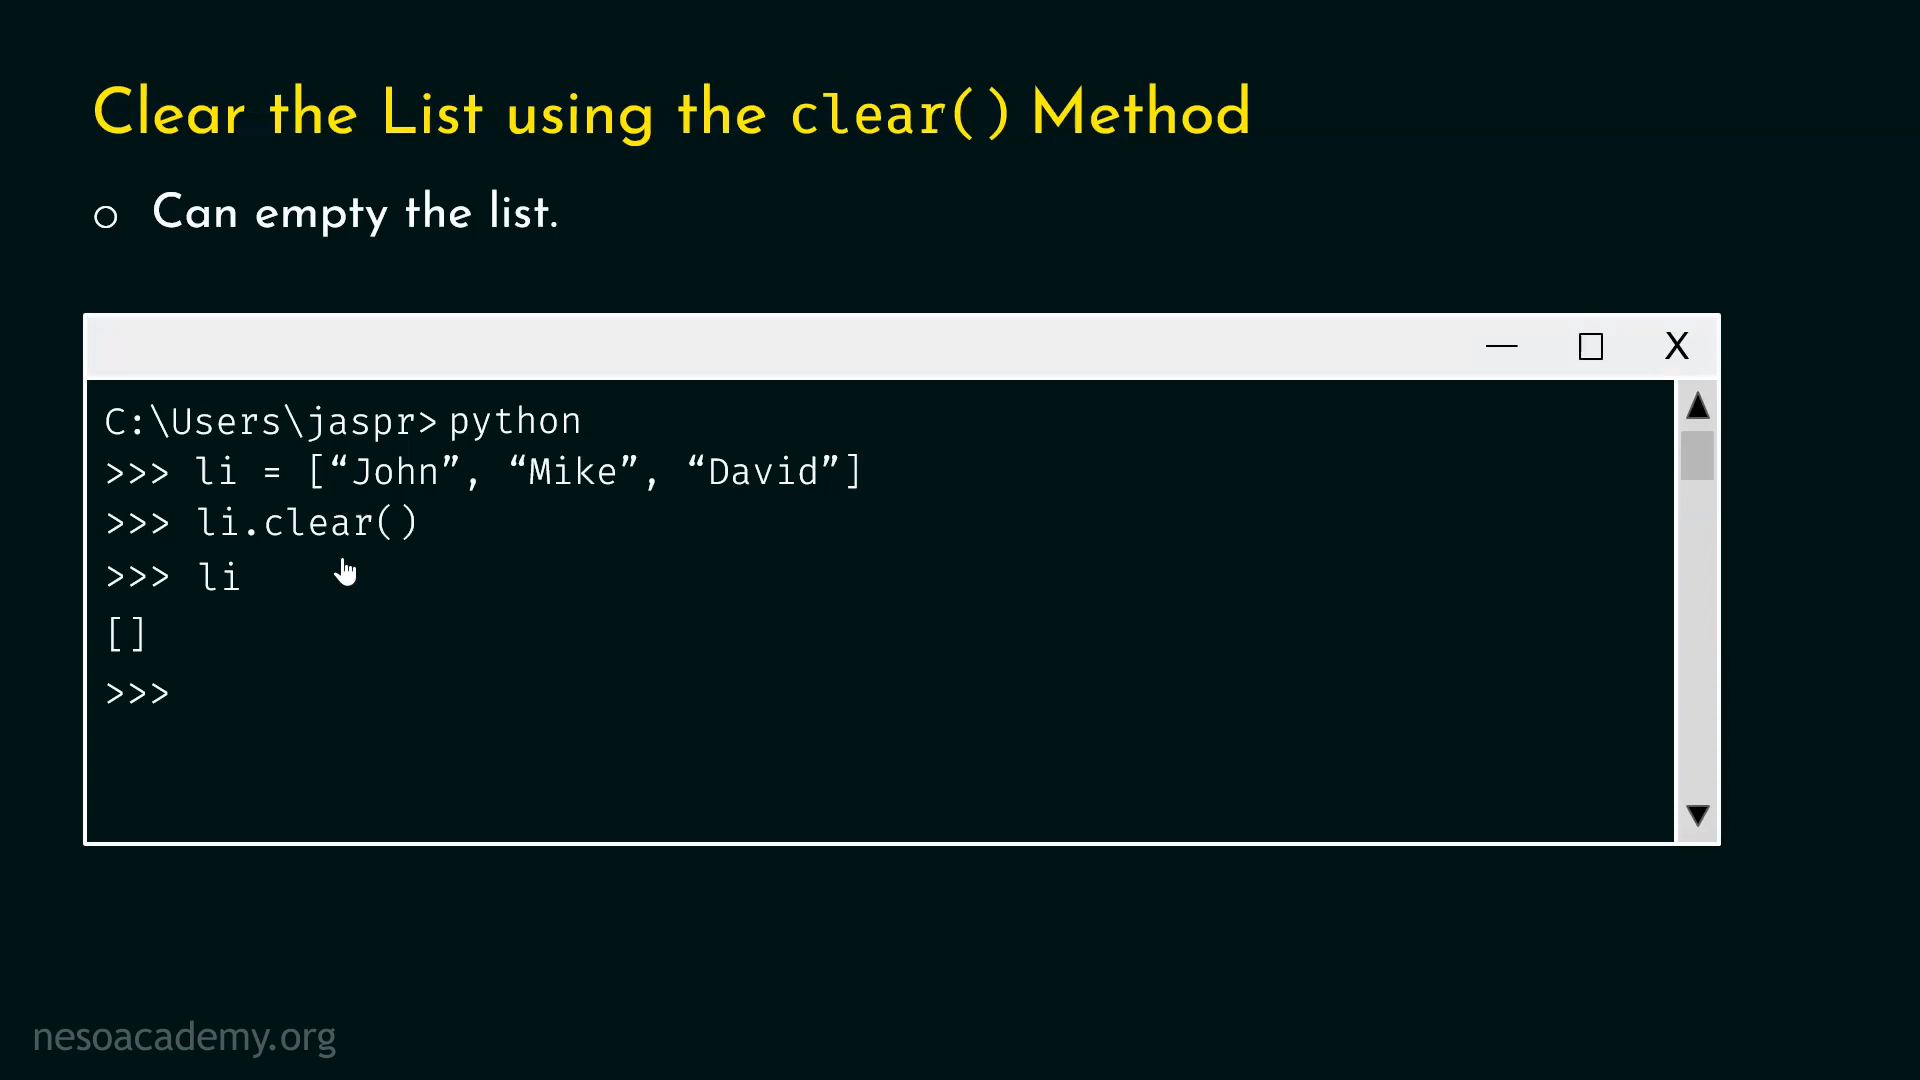 Clear the List using the clear() Method
○ Can empty the list.
C:\Users\jaspr> python
>>> li = [“John”, “Mike”, “David”]
>>> li.clear()
>>> li
[]
>>>
nesoacademy.org